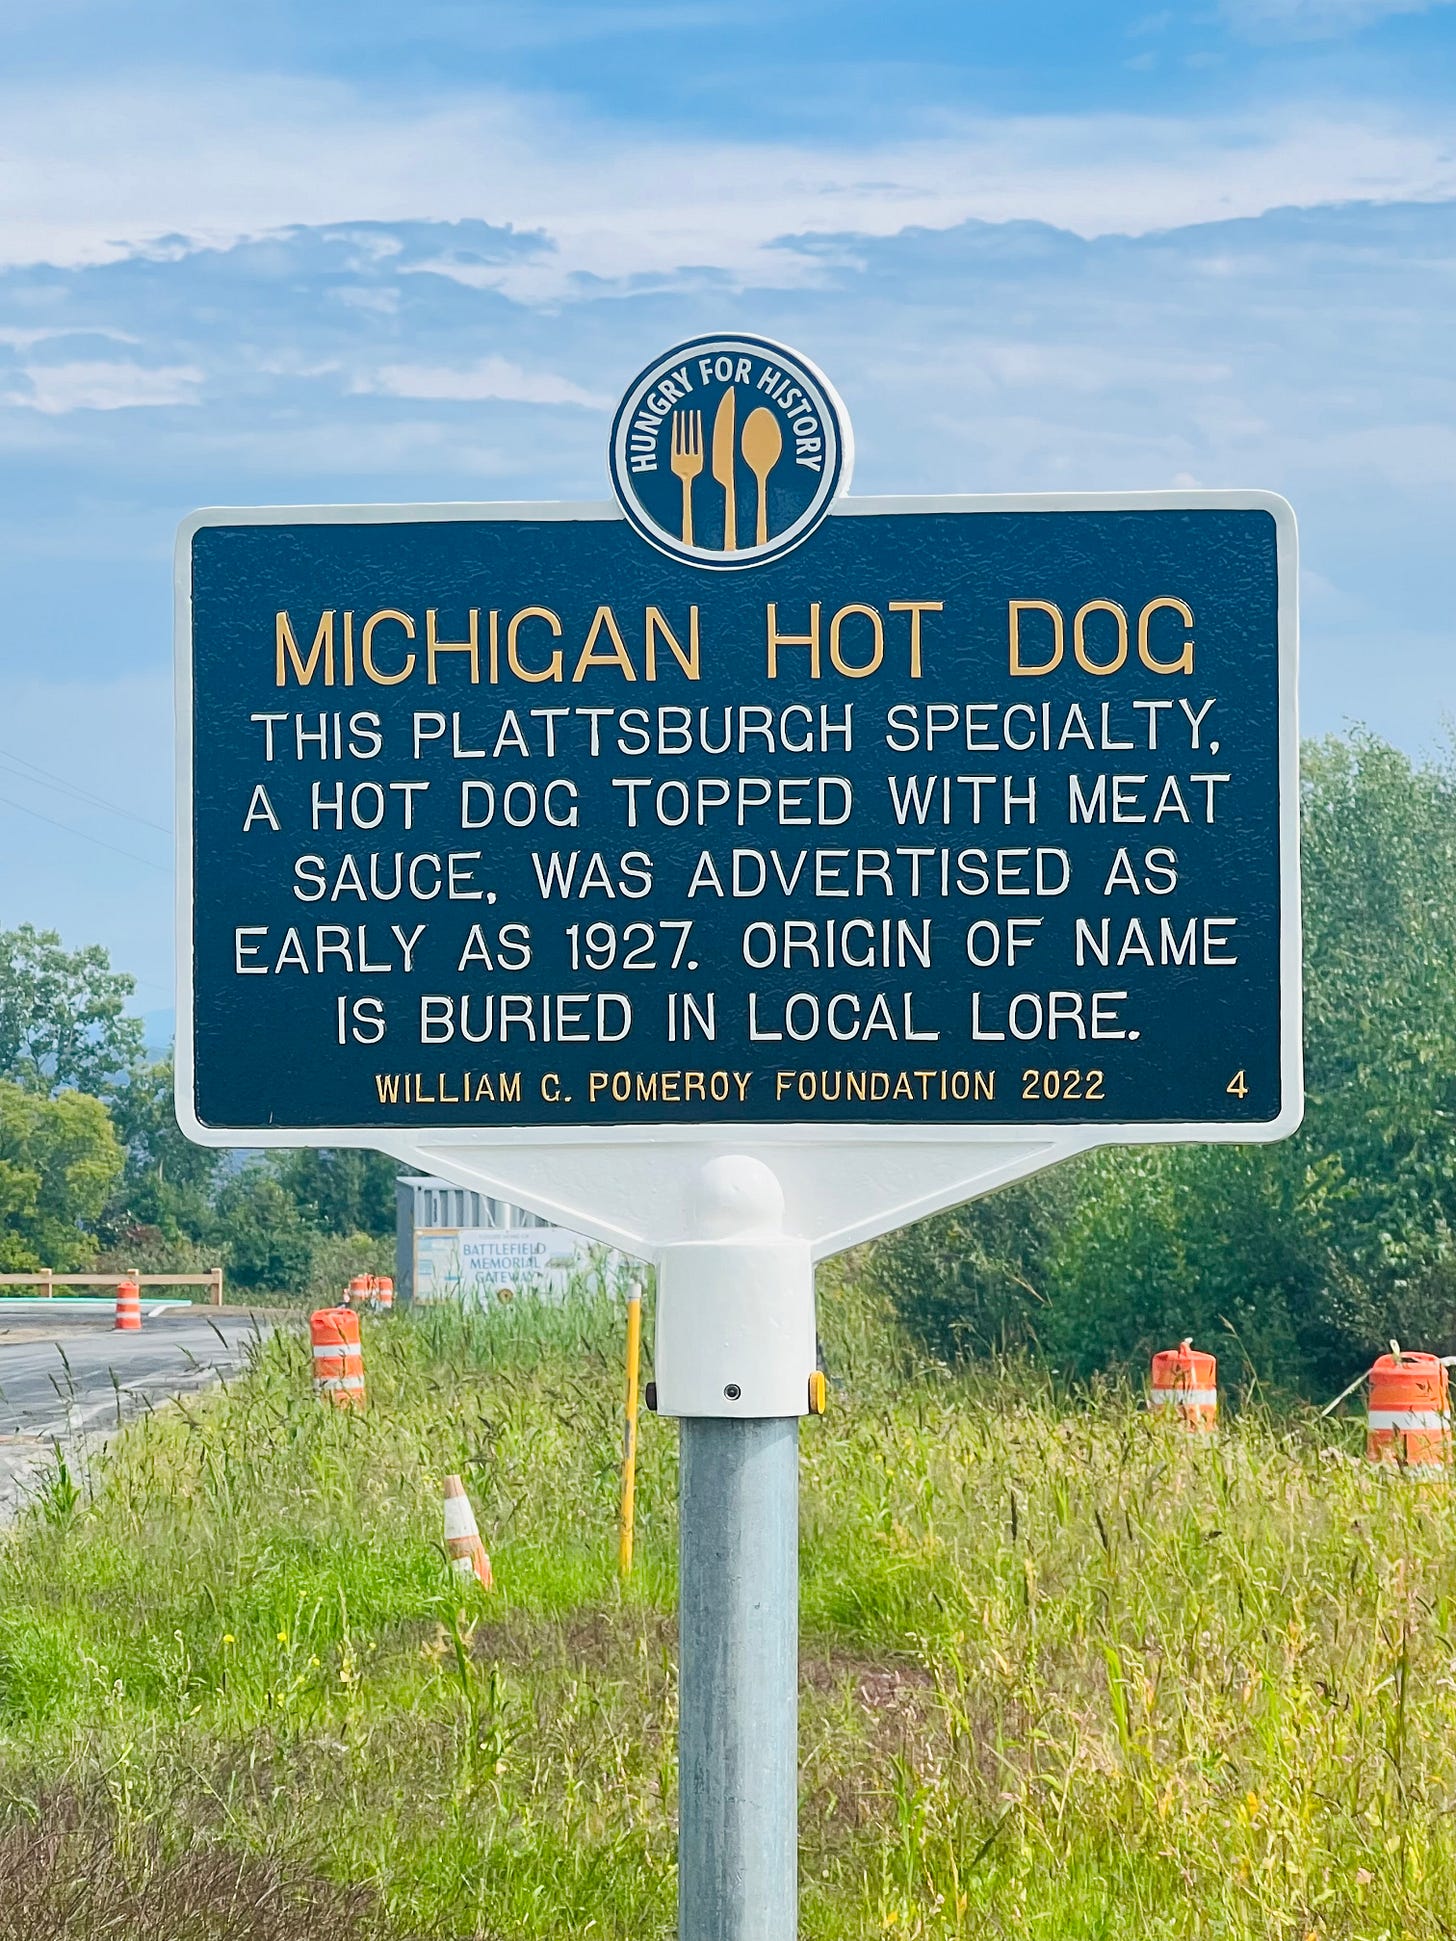 HUNGRY FOR HISTORY
MICHIGAN HOT DOG
THIS PLATTSBURGH SPECIALTY,
A HOT DOG TOPPED WITH MEAT
SAUCE, WAS ADVERTISED AS
EARLY AS 1927. ORIGIN OF NAME
IS BURIED IN LOCAL LORE.
WILLIAM G. POMEROY FOUNDATION 2022 4
BATTLEFIELD
MEMORIAL
GATEWAY